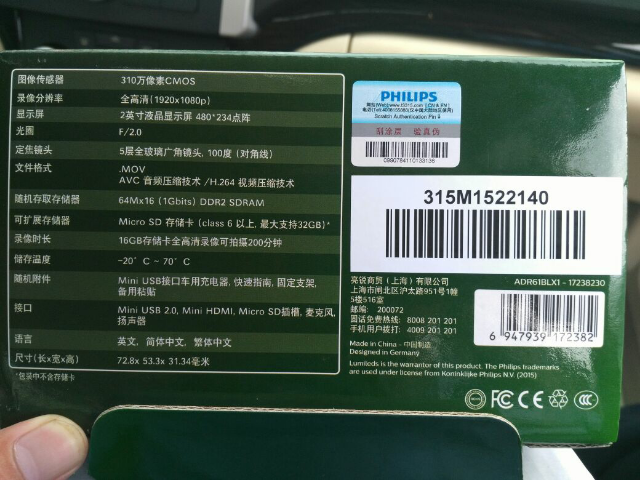 图像传感器 310万像素CMOS
录像分辨率 全高清(1920x1080p)
显示屏 2英寸液晶显示屏 480*234点阵
光圈 F/2.0
定焦镜头 5层全玻璃广角镜头, 100度 (对角线)
文件格式 .MOV
AVC 音频压缩技术 /H.264 视频压缩技术
随机存取存储器 64Mx16 (1Gbits) DDR2 SDRAM
可扩展存储器 Micro SD 存储卡 (class 6 以上, 最大支持32GB)*
录像时长 16GB存储卡全高清录像可拍摄200分钟
储存温度 -20° C ~ 70° C
随机附件 Mini USB接口车用充电器, 快速指南, 固定支架,
备用粘贴
接口 Mini USB 2.0, Mini HDMI, Micro SD插槽, 麦克风,
扬声器
语言 英文, 简体中文, 繁体中文
尺寸(长×宽×高) 72.8x 53.3x 31.34毫米
*包装中不含存储卡
PHILIPS
Scratch Authentication Pin #
刮涂层 验真伪
315M1522140
亮锐商贸 (上海) 有限公司
上海市闸北区沪太路951号1幢
5楼516室
邮编: 200072
固话免费热线: 8008 201 201
手机用户拨打: 4009 201 201
ADR61BLX1 - 17238230
6 947939 172382
Made in China - 中国制造
Designed in Germany
Lumileds is the warrantor of this product. The Philips trademarks
are used under license from Koninklijke Philips N.V. (2015)
FC CE CCC